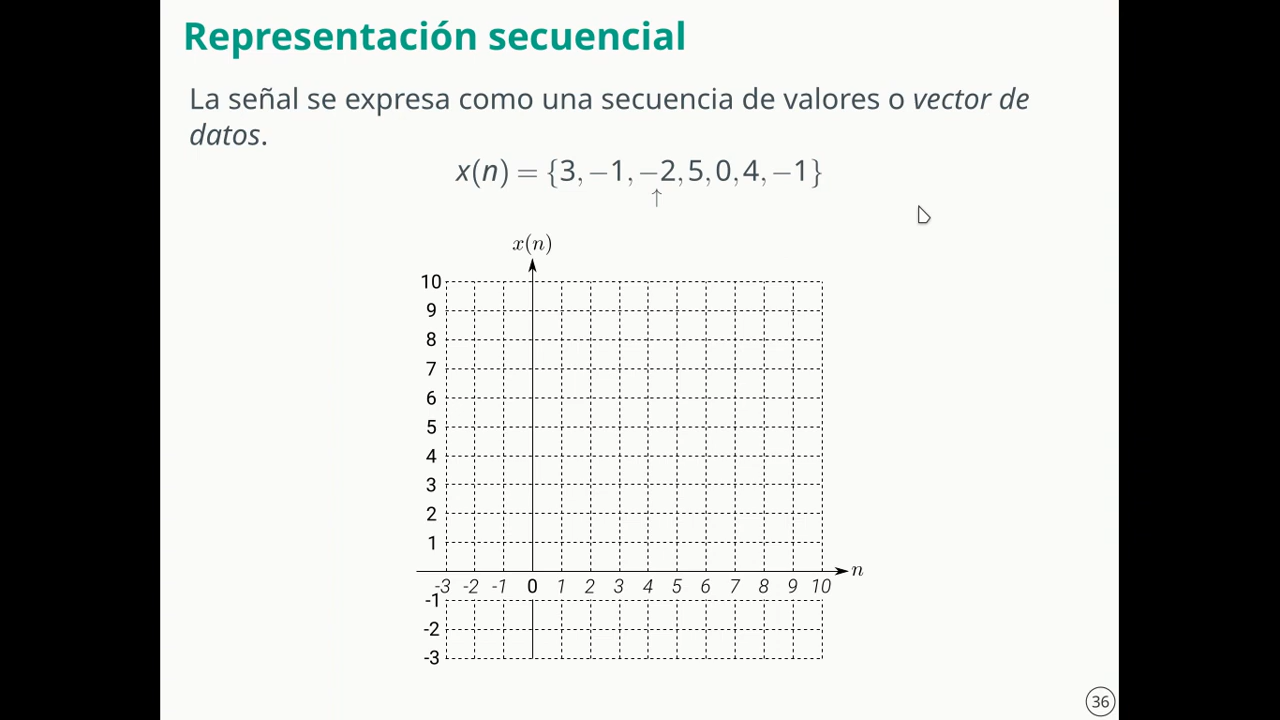 Representación secuencial
La señal se expresa como una secuencia de valores o vector de
datos.
x(n) = {3, −1, −2, 5, 0, 4, −1}
↑
x(n)
10
9
8
7
6
5
4
3
2
1
n
-3 -2 -1 0 1 2 3 4 5 6 7 8 9 10
-1
-2
-3
36